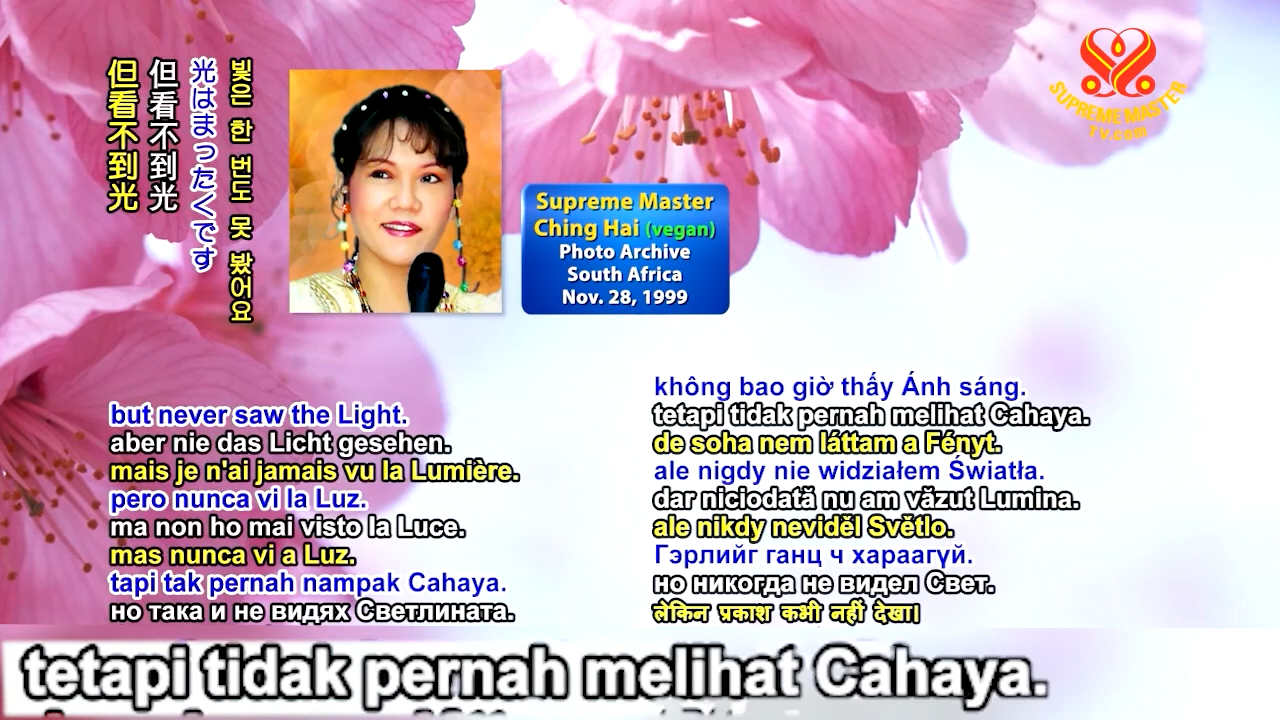 但看不到光
但看不到光
光はまったくです
빛은 한 번도 못 봤어요
SUPREME MASTER
TV.com
Supreme Master
Ching Hai (vegan)
Photo Archive
South Africa
Nov. 28, 1999
but never saw the Light.
aber nie das Licht gesehen.
mais je n'ai jamais vu la Lumière.
pero nunca vi la Luz.
ma non ho mai visto la Luce.
mas nunca vi a Luz.
tapi tak pernah nampak Cahaya.
но така и не видях Светлината.
không bao giờ thấy Ánh sáng.
tetapi tidak pernah melihat Cahaya.
de soha nem láttam a Fényt.
ale nigdy nie widziałem Światła.
dar niciodată nu am văzut Lumina.
ale nikdy neviděl Světlo.
Гэрлийг ганц ч хараагүй.
но никогда не видел Свет.
लेकिन प्रकाश कभी नहीं देखा।
tetapi tidak pernah melihat Cahaya.